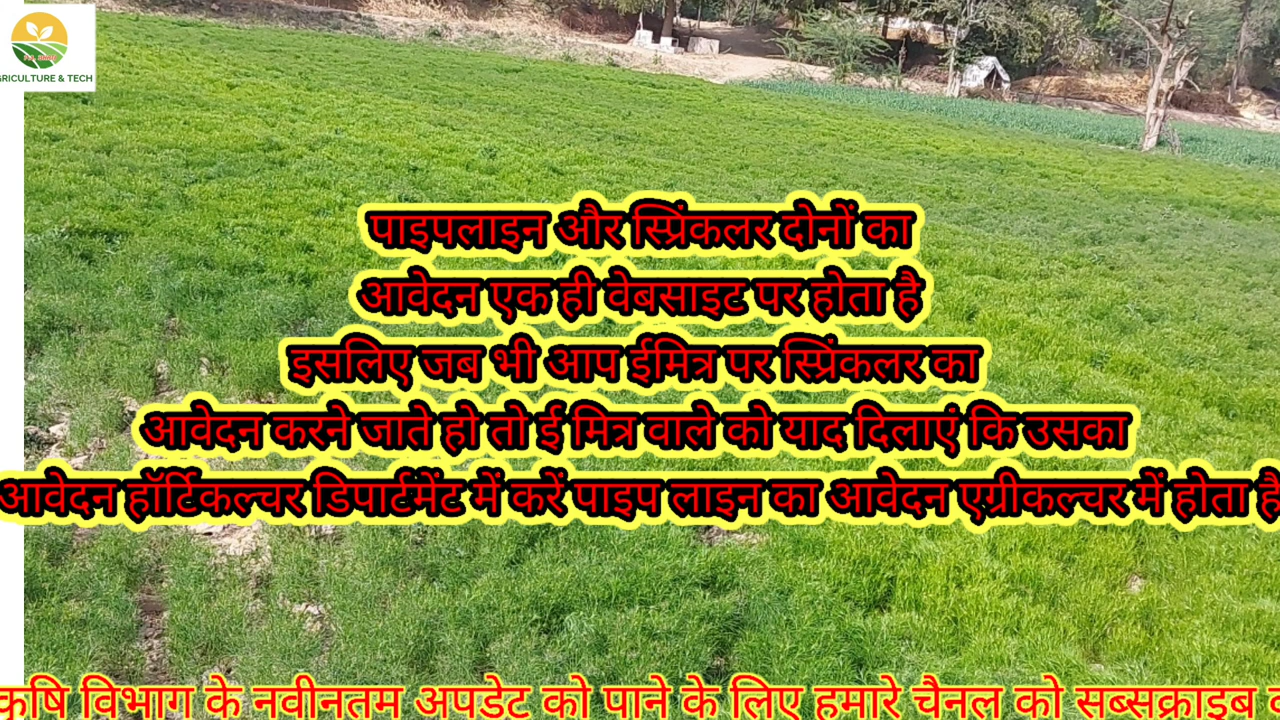 AGRICULTURE & TECH
पाइपलाइन और स्प्रिंकलर दोनों का
आवेदन एक ही वेबसाइट पर होता है
इसलिए जब भी आप ईमित्र पर स्प्रिंकलर का
आवेदन करने जाते हो तो ई मित्र वाले को याद दिलाएं कि उसका
आवेदन हॉर्टिकल्चर डिपार्टमेंट में करें पाइप लाइन का आवेदन एग्रीकल्चर में होता है
कृषि विभाग के नवीनतम अपडेट को पाने के लिए हमारे चैनल को सब्सक्राइब